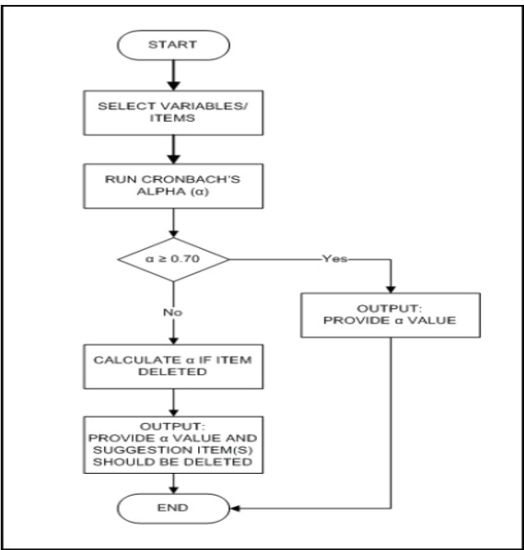 START
SELECT VARIABLES/
ITEMS
RUN CRONBACH'S
ALPHA (α)
α ≥ 0.70
Yes
No
OUTPUT:
PROVIDE α VALUE
CALCULATE α IF ITEM
DELETED
OUTPUT:
PROVIDE α VALUE AND
SUGGESTION ITEM(S)
SHOULD BE DELETED
END